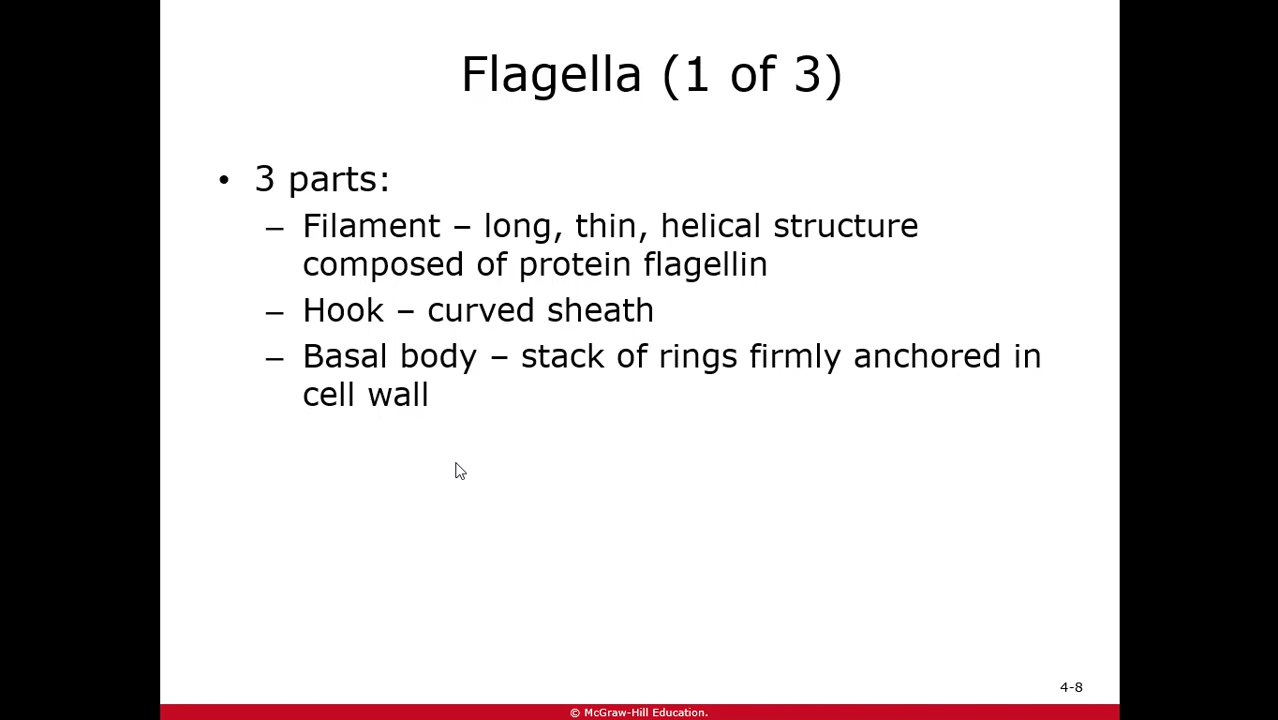 Flagella (1 of 3)
• 3 parts:
– Filament – long, thin, helical structure
composed of protein flagellin
– Hook – curved sheath
– Basal body – stack of rings firmly anchored in
cell wall
4-8
© McGraw-Hill Education.